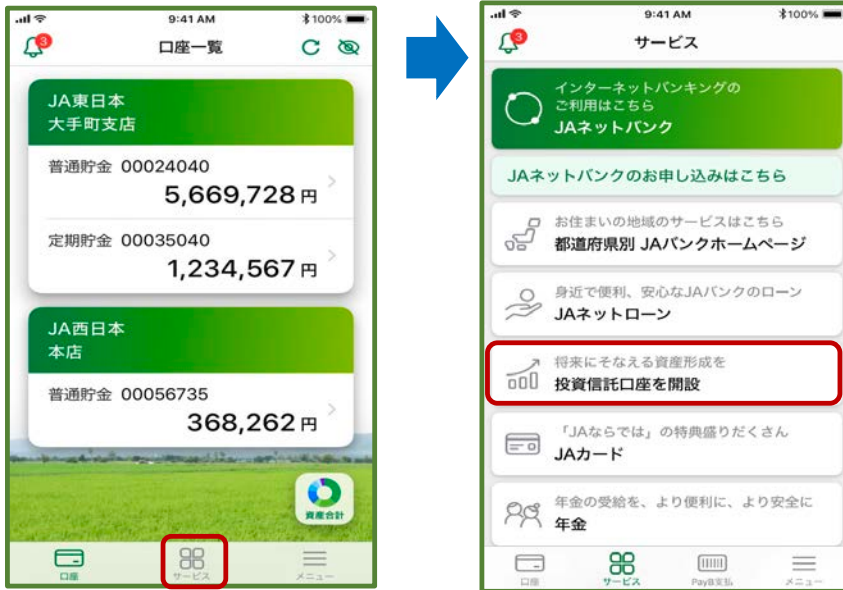 9:41 AM
100%
3
口座一覧
JA東日本
大手町支店
普通貯金 00024040
5,669,728 円
定期貯金 00035040
1,234,567 円
JA西日本
本店
普通貯金 00056735
368,262 円
資産合計
口座
サービス
メニュー
9:41 AM
100%
3
サービス
インターネットバンキングの
ご利用はこちら
JAネットバンク
JAネットバンクのお申し込みはこちら
お住まいの地域のサービスはこちら
都道府県別 JAバンクホームページ
身近で便利、安心なJAバンクのローン
JAネットローン
将来にそなえる資産形成を
投資信託口座を開設
「JAならでは」の特典盛りだくさん
JAカード
年金の受給を、より便利に、より安全に
年金
口座
サービス
PayB支払
メニュー